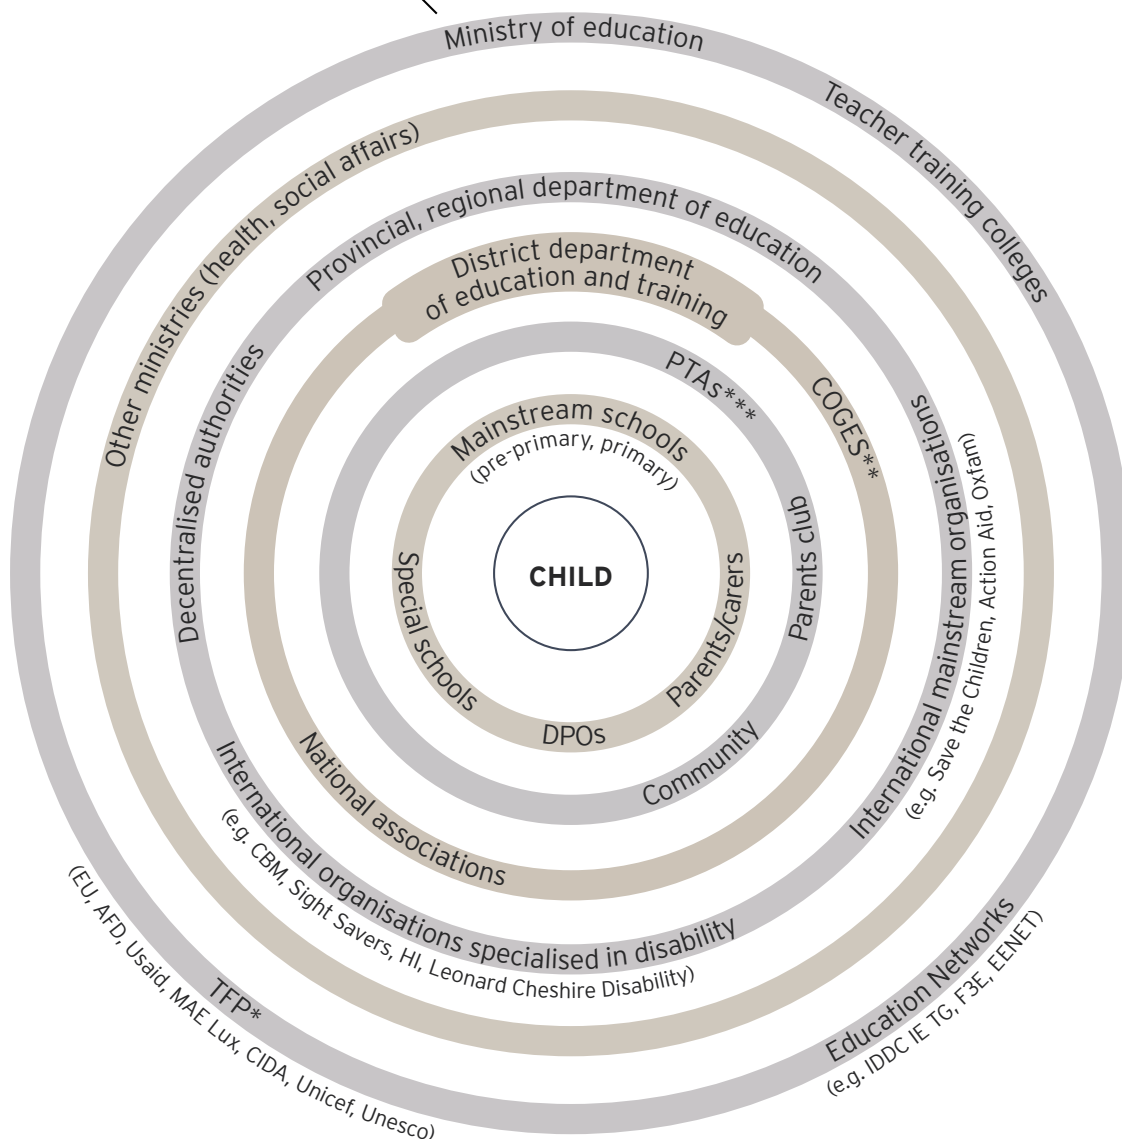 Ministry of education
Teacher training colleges
Other ministries (health, social affairs)
Provincial, regional department of education
District department
of education and training
Decentralised authorities
PTAs***
COGES**
International mainstream organisations
(e.g. Save the Children, Action Aid, Oxfam)
Mainstream schools
(pre-primary, primary)
CHILD
Special schools
Parents/carers
DPOs
Parents club
Community
National associations
International organisations specialised in disability
(e.g. CBM, Sight Savers, HI, Leonard Cheshire Disability)
TFP*
(EU, AFD, Usaid, MAE Lux, CIDA, Unicef, Unesco)
Education Networks
(e.g. IDDC IE TG, F3E, EENET)